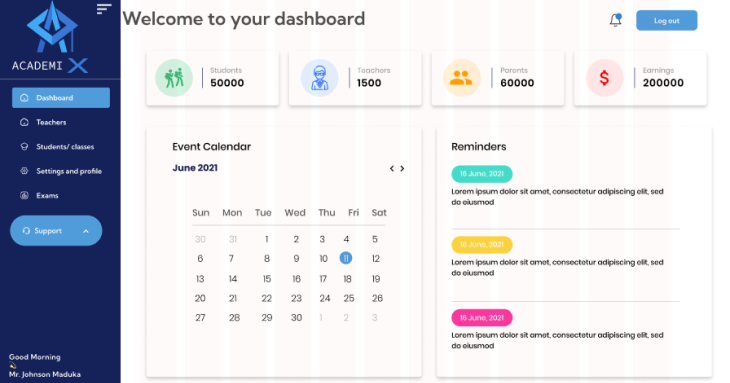 ACADEMI X
Dashboard
Teachers
Students/ classes
Settings and profile
Exams
Support
Good Morning
Mr. Johnson Maduka
Welcome to your dashboard
Log out
Students
50000
Teachers
1500
Parents
60000
Earnings
200000
Event Calendar
June 2021
Sun Mon Tue Wed Thu Fri Sat
30 31 1 2 3 4 5
6 7 8 9 10 11 12
13 14 15 16 17 18 19
20 21 22 23 24 25 26
27 28 29 30 1 2 3
Reminders
16 June, 2021
Lorem ipsum dolor sit amet, consectetur adipiscing elit, sed
do eiusmod
16 June, 2021
Lorem ipsum dolor sit amet, consectetur adipiscing elit, sed
do eiusmod
16 June, 2021
Lorem ipsum dolor sit amet, consectetur adipiscing elit, sed
do eiusmod